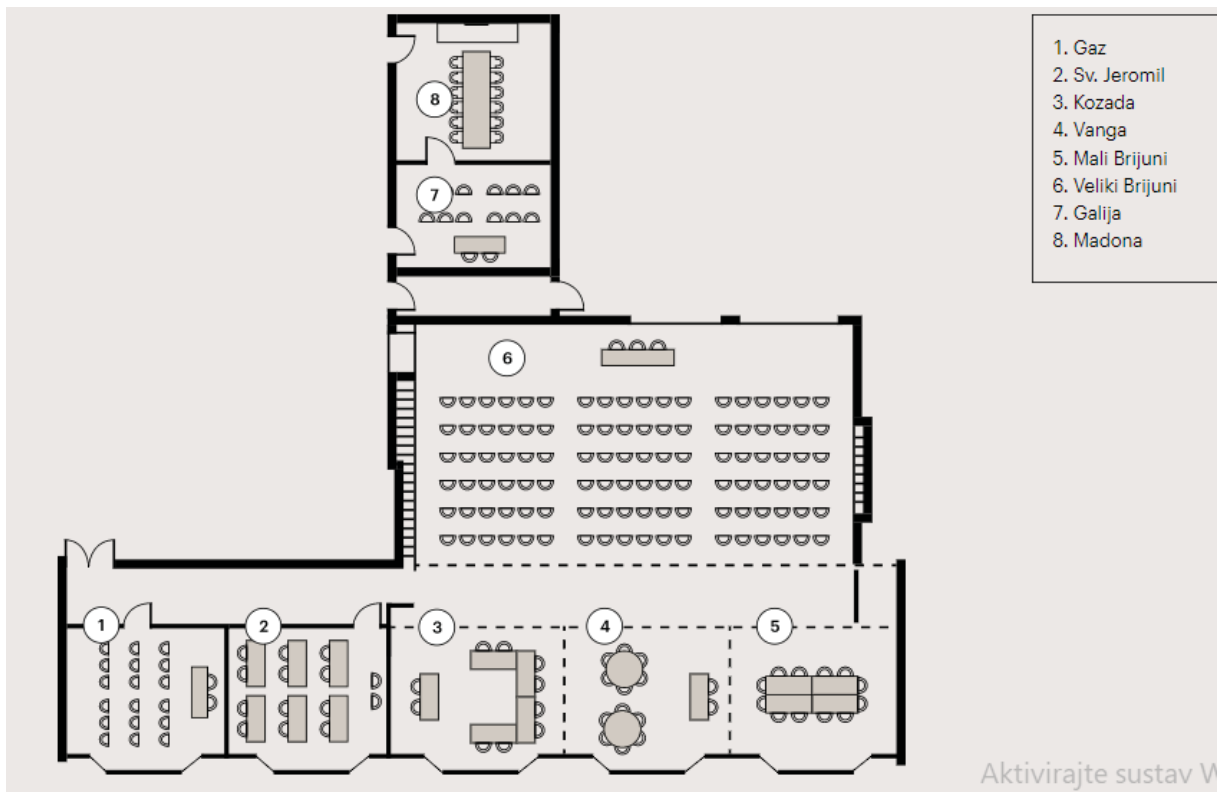 1. Gaz
2. Sv. Jeromil
3. Kozada
4. Vanga
5. Mali Brijuni
6. Veliki Brijuni
7. Galija
8. Madona
8
7
6
1
2
3
4
5
Aktivirajte sustav W